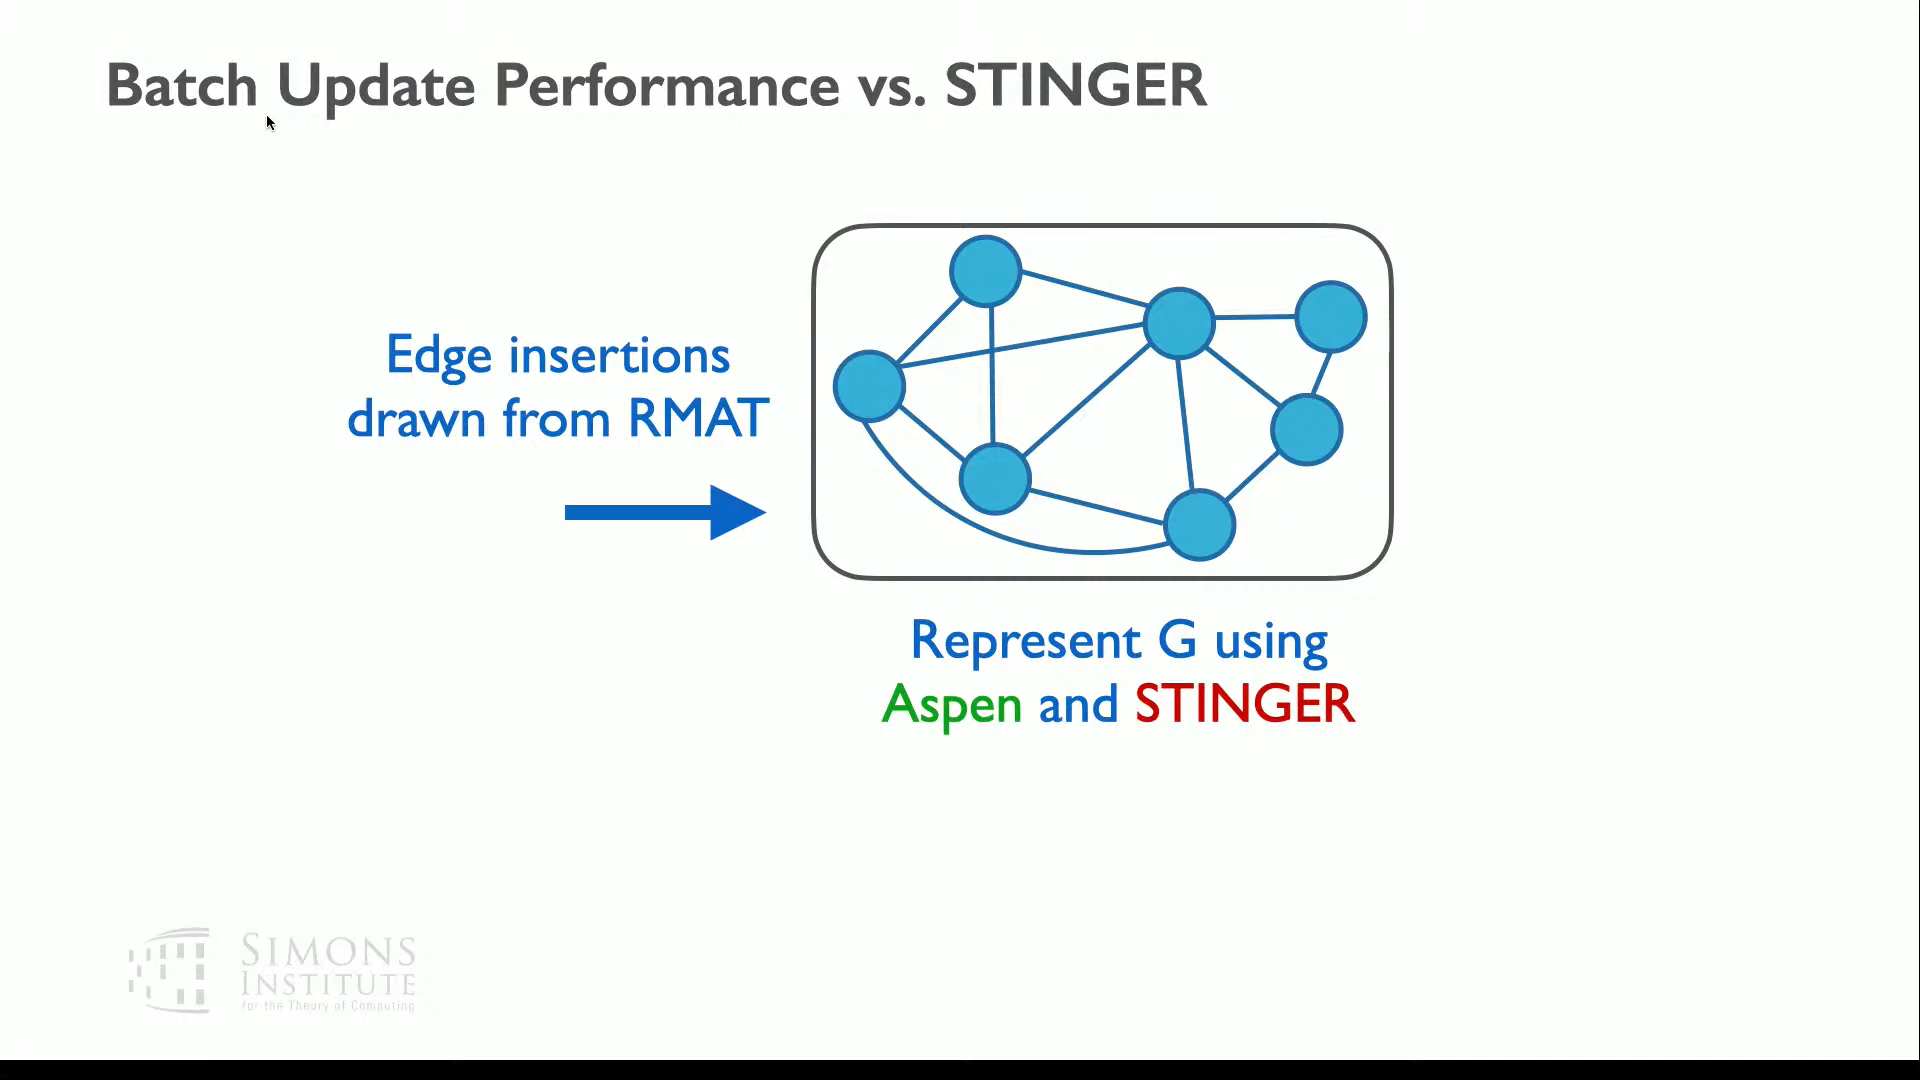 Batch Update Performance vs. STINGER
Edge insertions
drawn from RMAT
Represent G using
Aspen and STINGER
SIMONS
INSTITUTE
for the Theory of Computing